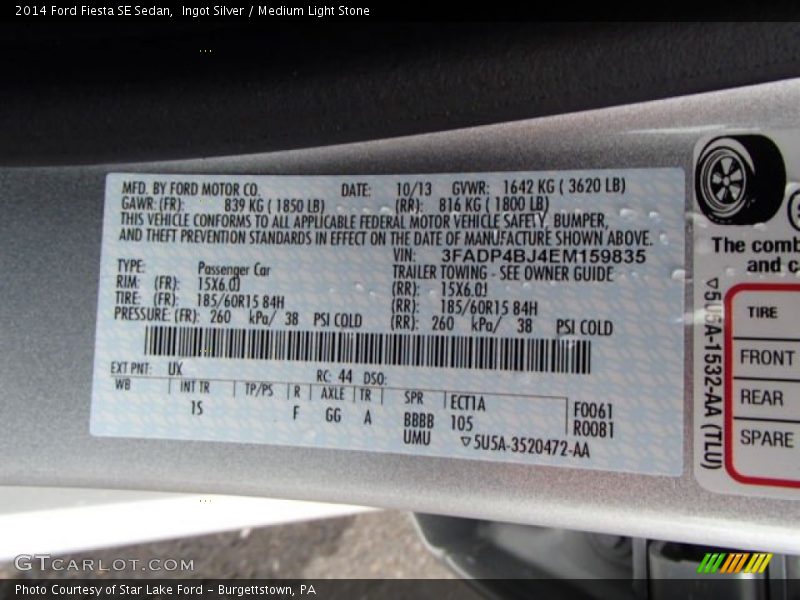 2014 Ford Fiesta SE Sedan,  Ingot Silver / Medium Light Stone
MFD. BY FORD MOTOR CO. DATE: 10/13 GVWR: 1642 KG ( 3620 LB)
GAWR: (FR): 839 KG ( 1850 LB) (RR): 816 KG ( 1800 LB)
THIS VEHICLE CONFORMS TO ALL APPLICABLE FEDERAL MOTOR VEHICLE SAFETY, BUMPER,
AND THEFT PREVENTION STANDARDS IN EFFECT ON THE DATE OF MANUFACTURE SHOWN ABOVE.
VIN: 3FADP4BJ4EM159835
TYPE: Passenger Car TRAILER TOWING - SEE OWNER GUIDE
RIM: (FR): 15X6.0J (RR): 15X6.0J
TIRE: (FR): 185/60R15 84H (RR): 185/60R15 84H
PRESSURE: (FR): 260 kPa/ 38 PSI COLD (RR): 260 kPa/ 38 PSI COLD
EXT PNT: UX RC: 44 DSO:
WB INT TR TP/PS R AXLE TR SPR ECT1A F0061
1S F GG A BBBB 105 R0081
UMU ▽5U5A-3520472-AA
The comb
and c
TIRE
FRONT
REAR
SPARE
▽5U5A-1532-AA (TLU)
GTCARLOT.COM
Photo Courtesy of Star Lake Ford - Burgettstown, PA